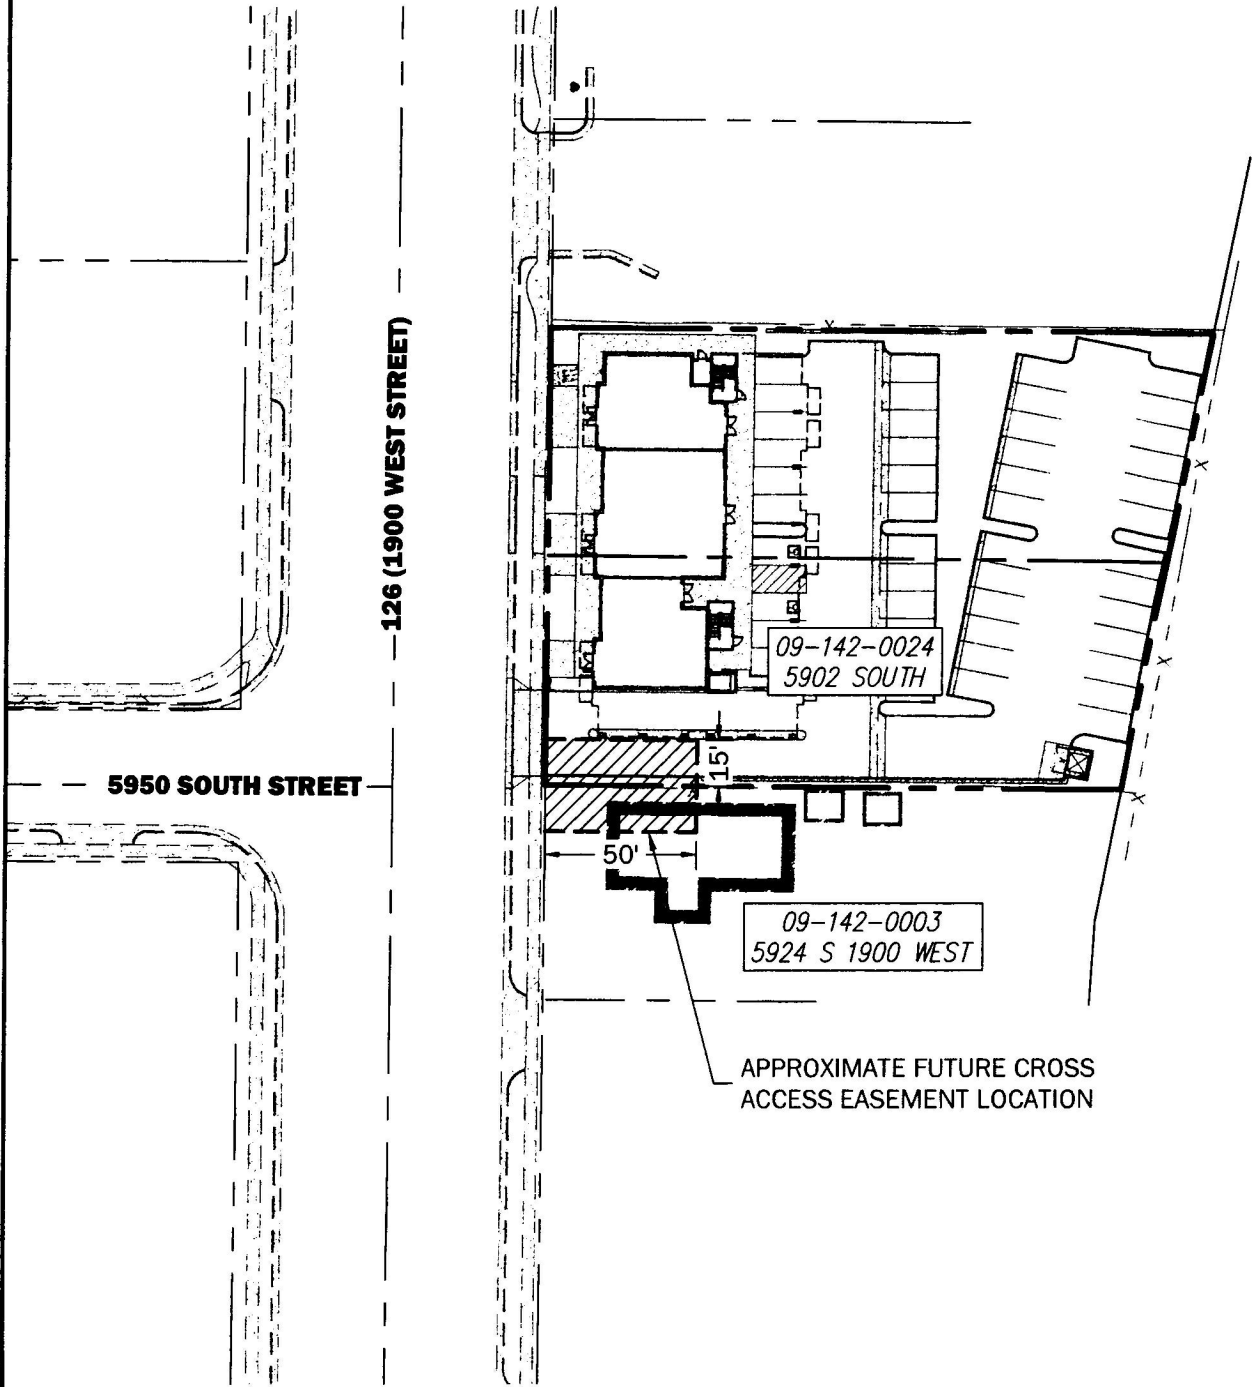 126 (1900 WEST STREET)
09-142-0024
5902 SOUTH
5950 SOUTH STREET
15'
50'
09-142-0003
5924 S 1900 WEST
APPROXIMATE FUTURE CROSS
ACCESS EASEMENT LOCATION